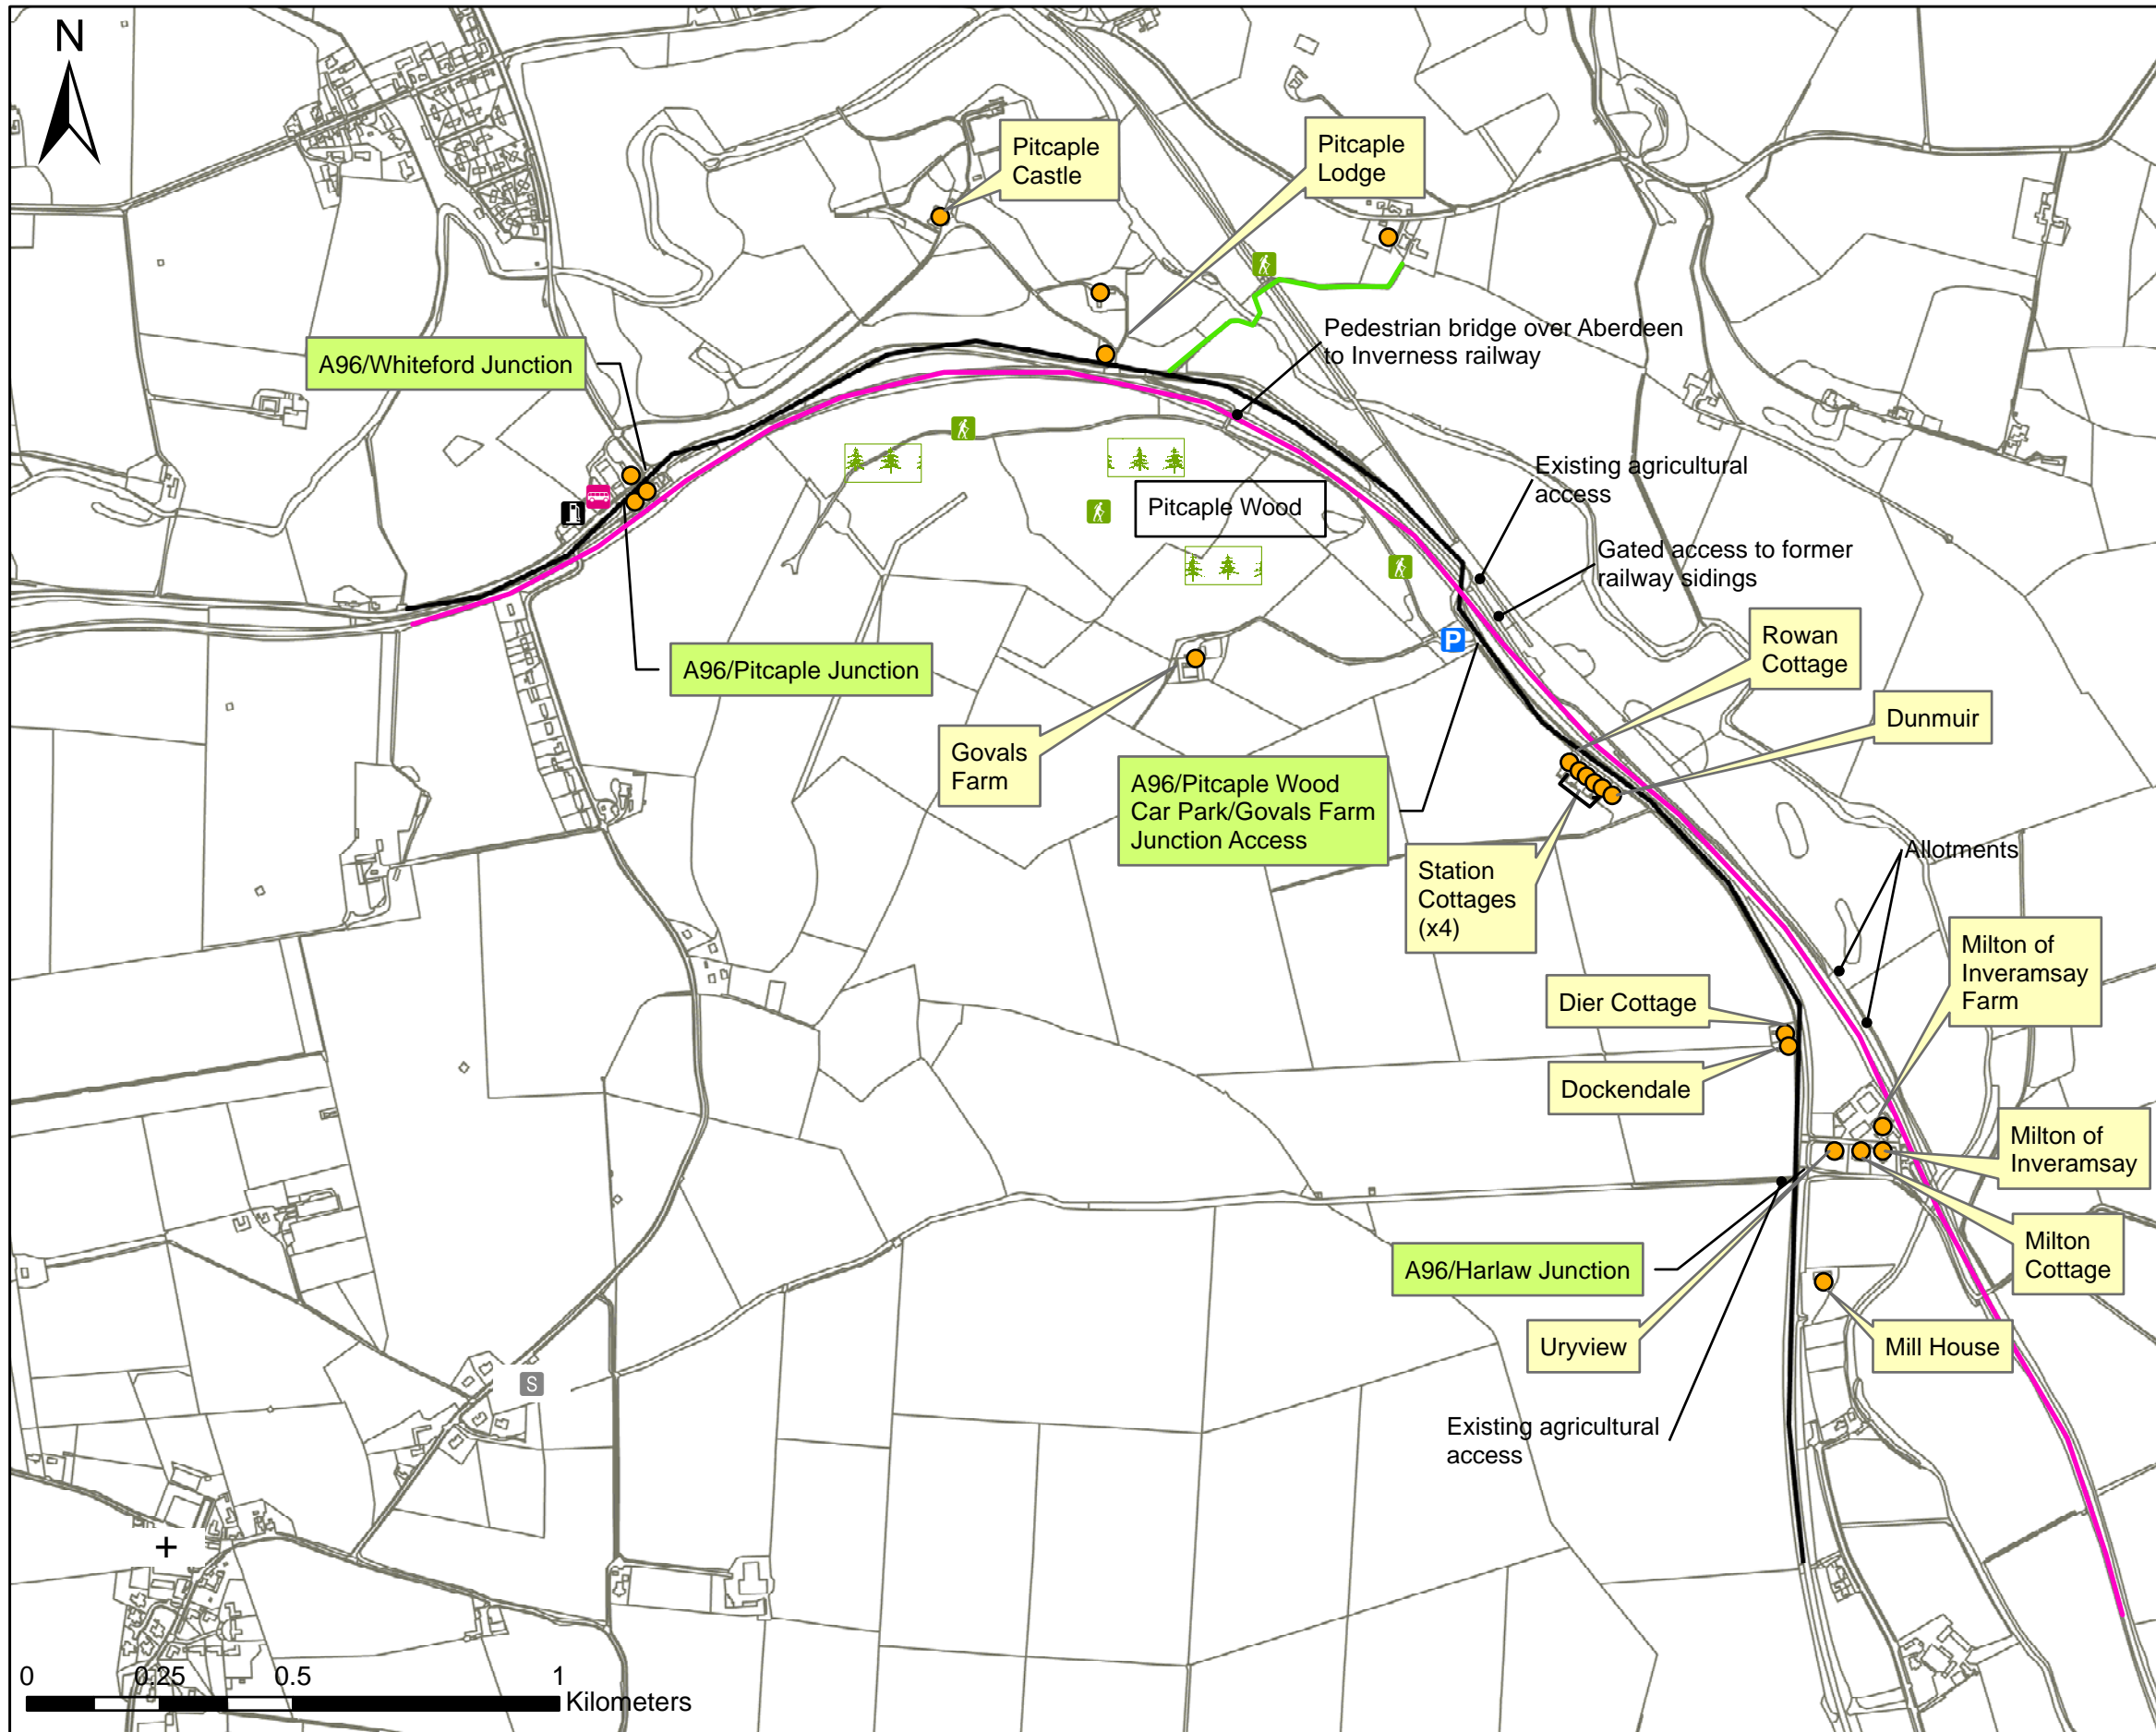 N
Pitcaple
Castle
Pitcaple
Lodge
Pedestrian bridge over Aberdeen
to Inverness railway
A96/Whiteford Junction
Existing agricultural
access
Pitcaple Wood
Gated access to former
railway sidings
P
Rowan
Cottage
A96/Pitcaple Junction
Dunmuir
Govals
Farm
A96/Pitcaple Wood
Car Park/Govals Farm
Junction Access
Station
Cottages
(x4)
Allotments
Milton of
Inveramsay
Farm
Dier Cottage
Dockendale
Milton of
Inveramsay
Milton
Cottage
A96/Harlaw Junction
Uryview
Mill House
S
Existing agricultural
access
0 0.25 0.5 1
Kilometers